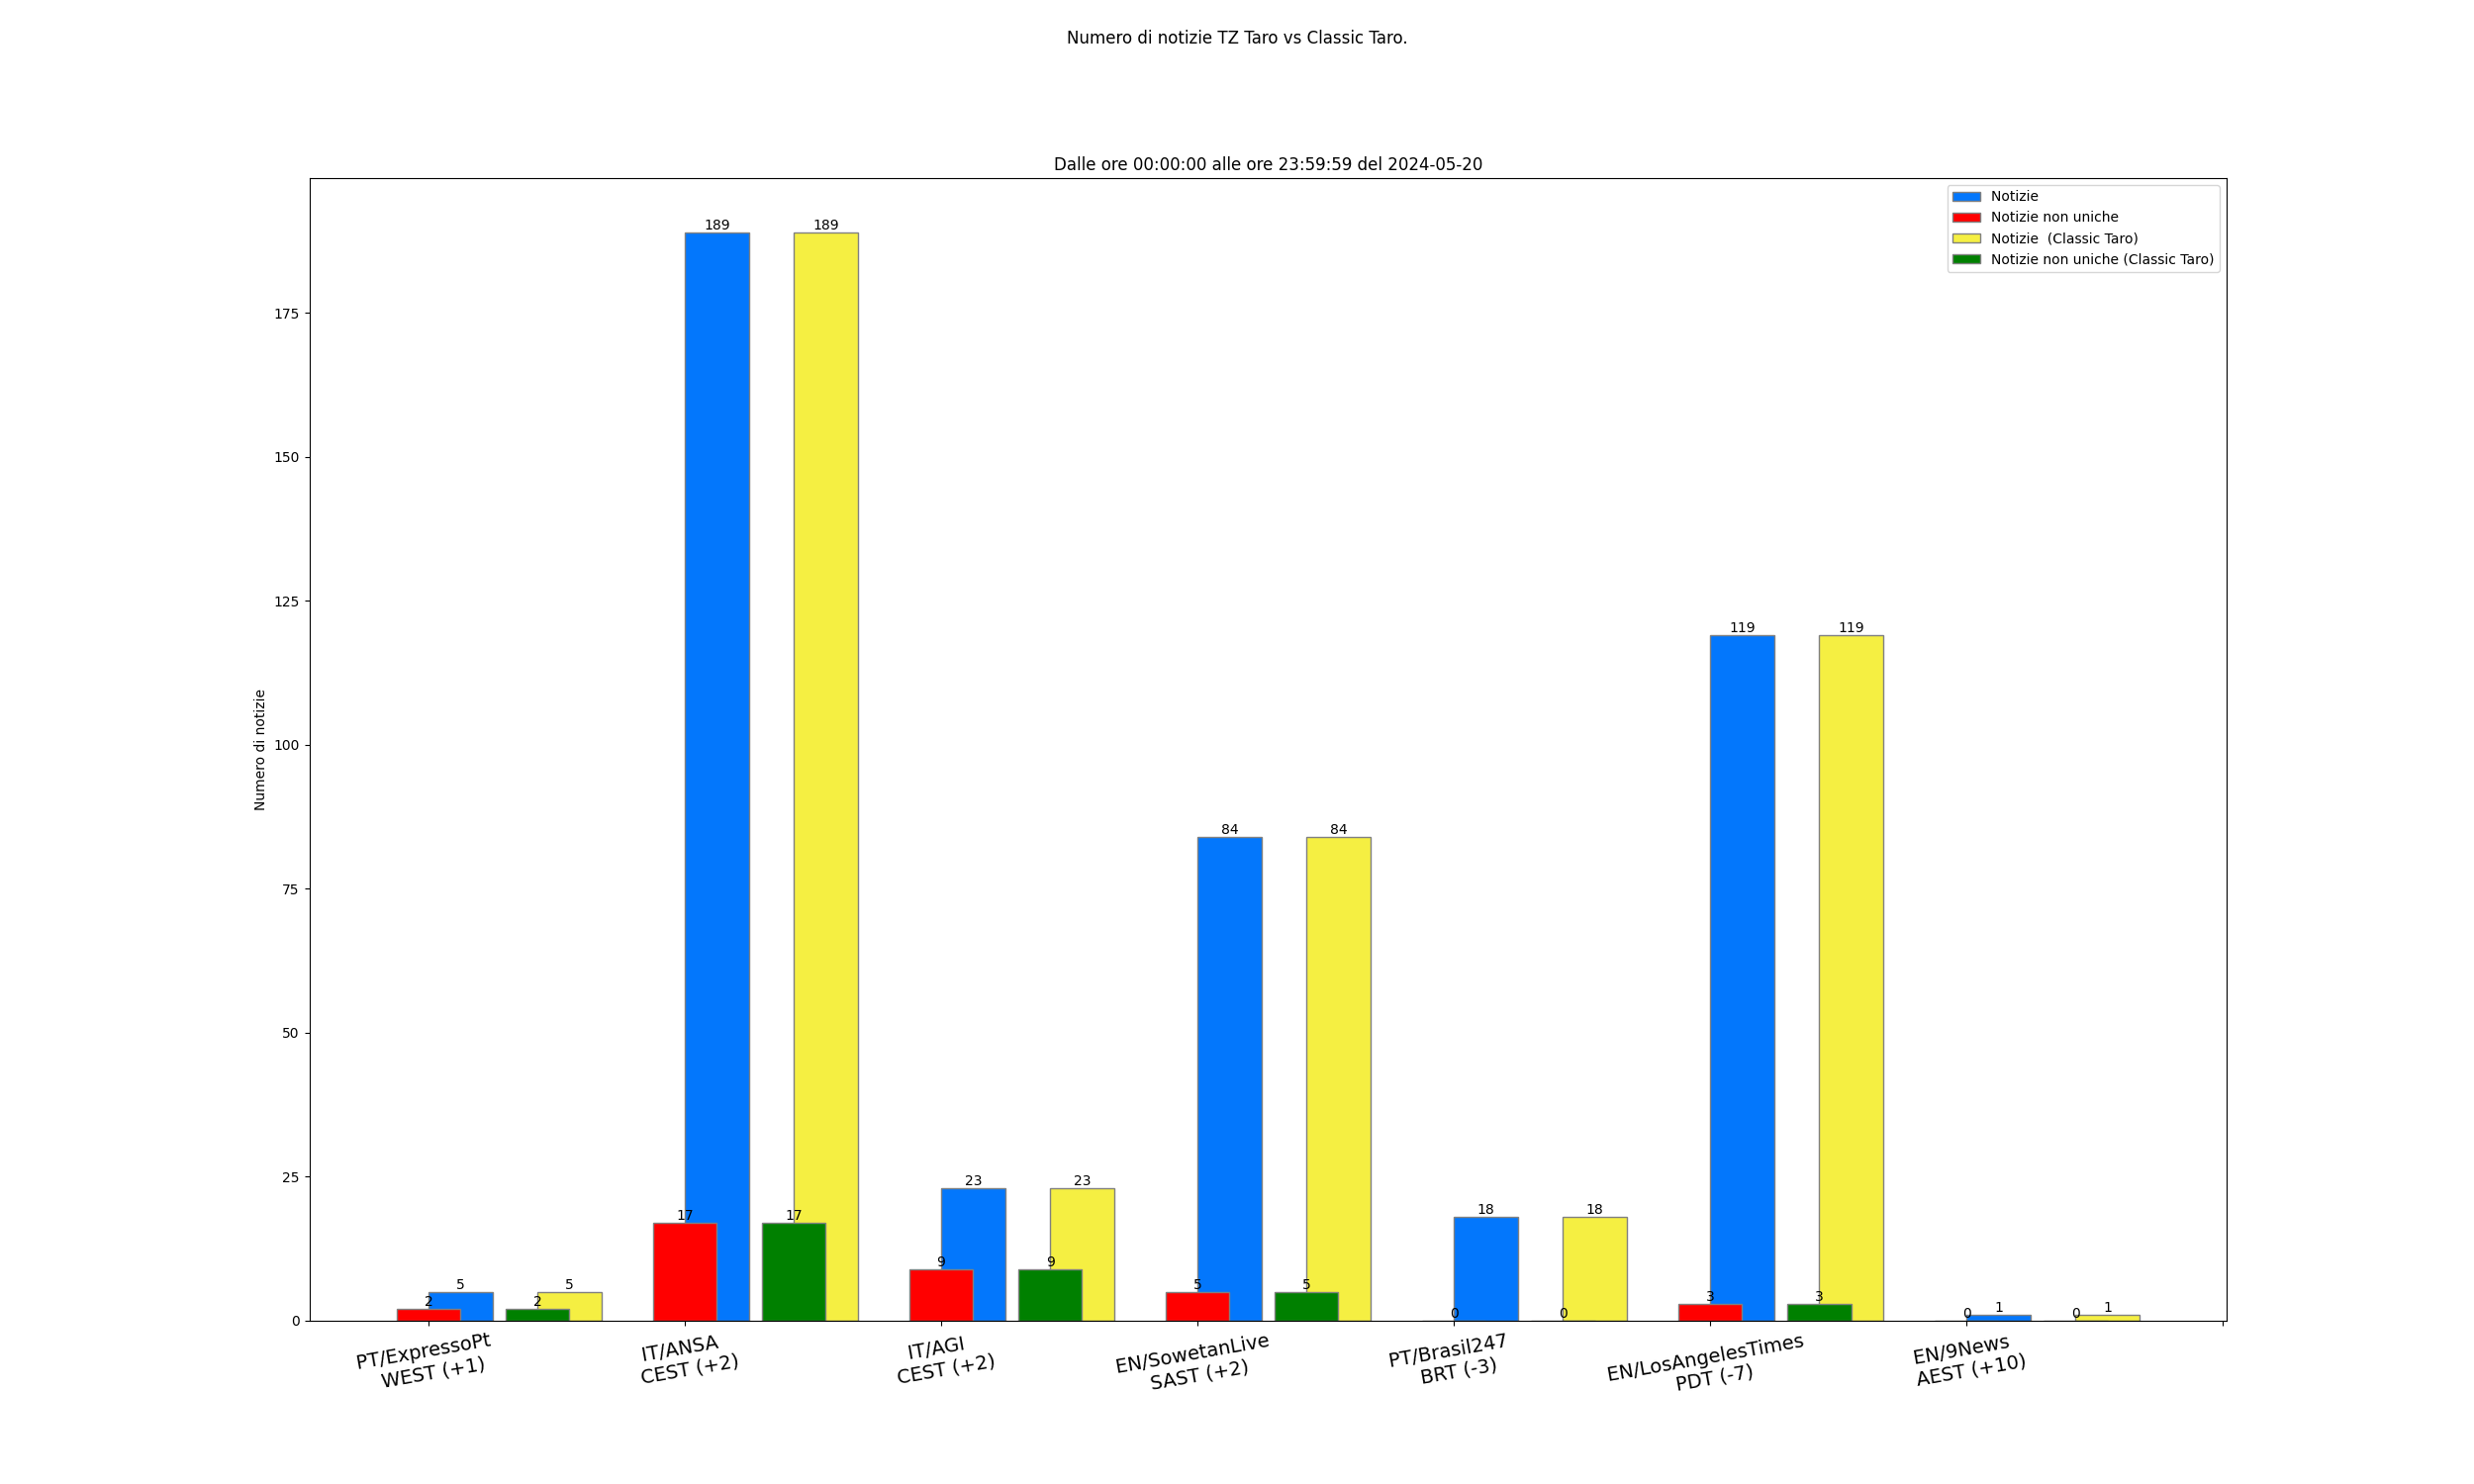 Numero di notizie TZ Taro vs Classic Taro.
Dalle ore 00:00:00 alle ore 23:59:59 del 2024-05-20
Notizie
Notizie non uniche
Notizie  (Classic Taro)
Notizie non uniche (Classic Taro)
Numero di notizie
175
150
125
100
75
50
25
0
2
5
2
5
17
189
17
189
9
23
9
23
5
84
5
84
0
18
0
18
3
119
3
119
0
1
0
1
PT/ExpressoPt
WEST (+1)
IT/ANSA
CEST (+2)
IT/AGI
CEST (+2)
EN/SowetanLive
SAST (+2)
PT/Brasil247
BRT (-3)
EN/LosAngelesTimes
PDT (-7)
EN/9News
AEST (+10)